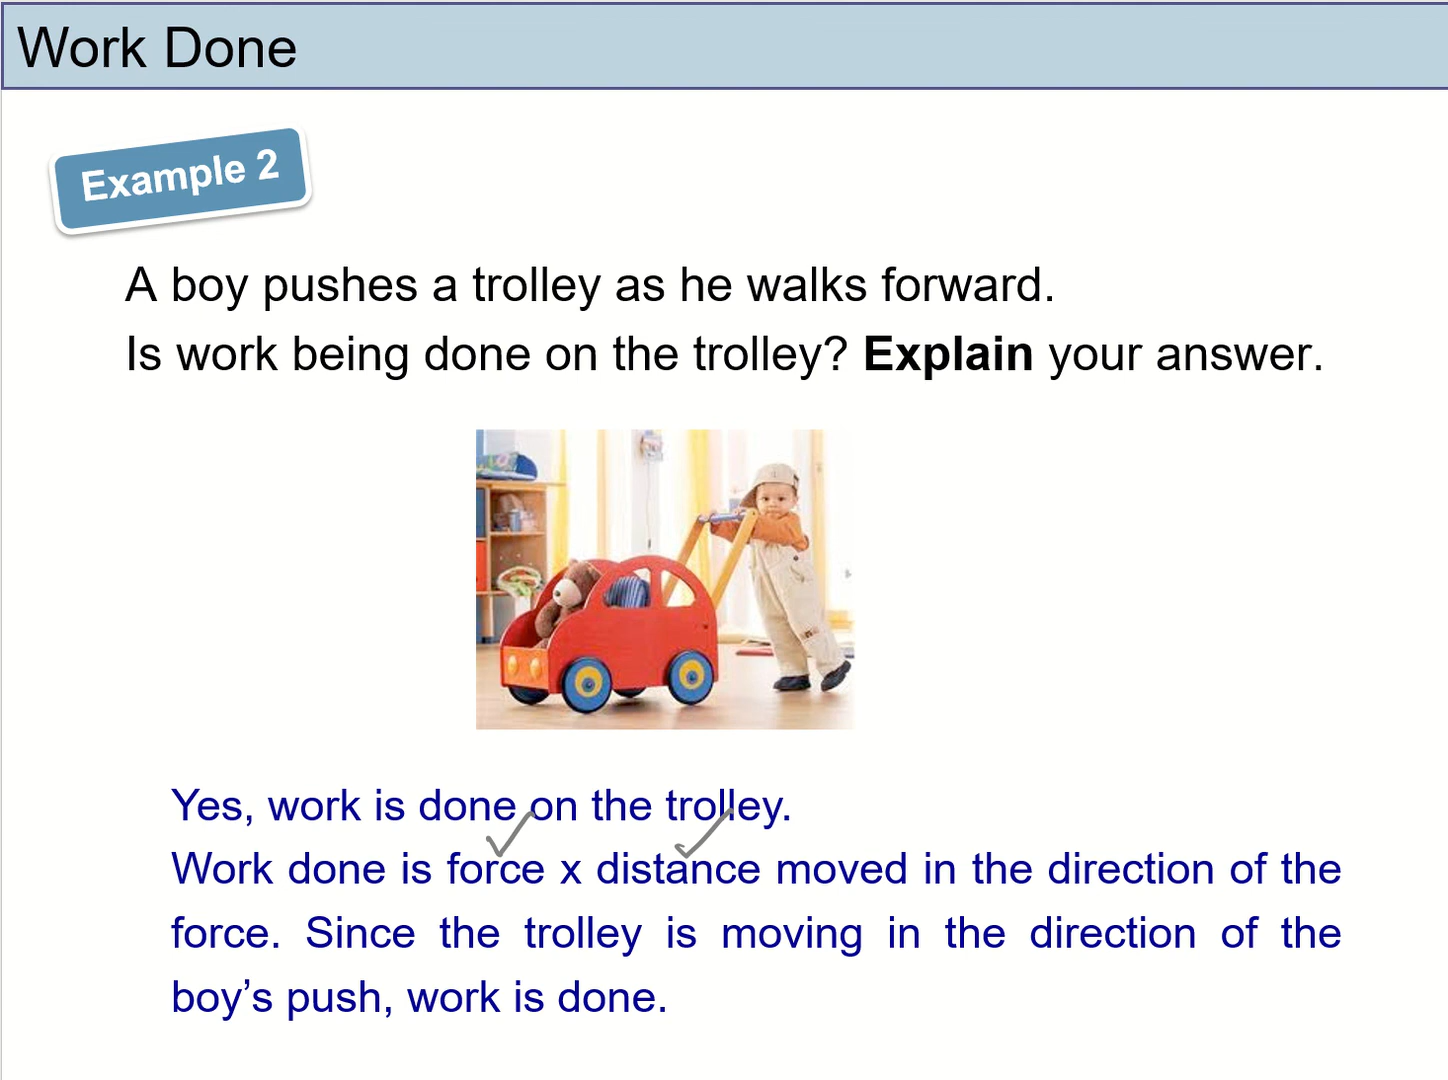 Work Done
Example 2
A boy pushes a trolley as he walks forward.
Is work being done on the trolley? Explain your answer.
Yes, work is done on the trolley.
Work done is force x distance moved in the direction of the
force. Since the trolley is moving in the direction of the
boy’s push, work is done.